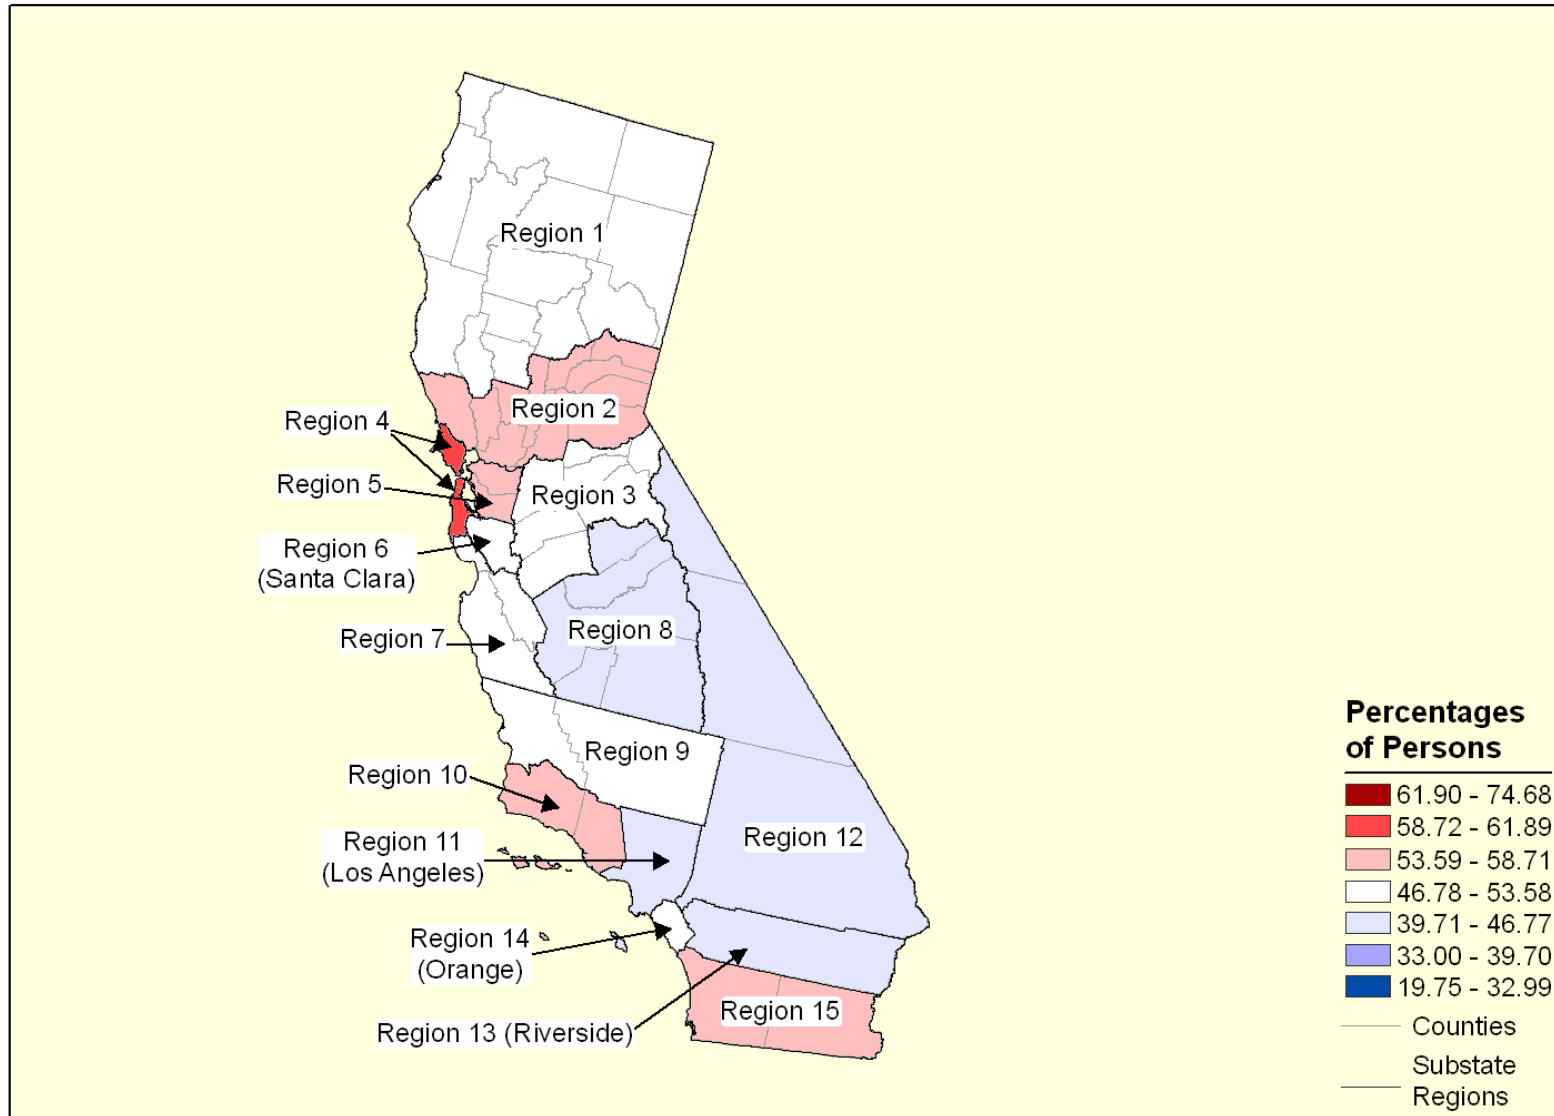 Region 1
Region 2
Region 4
Region 5
Region 3
Region 6
(Santa Clara)
Region 7
Region 8
Region 9
Region 10
Region 11
(Los Angeles)
Region 12
Region 14
(Orange)
Region 15
Region 13 (Riverside)
Percentages
of Persons
61.90 - 74.68
58.72 - 61.89
53.59 - 58.71
46.78 - 53.58
39.71 - 46.77
33.00 - 39.70
19.75 - 32.99
Counties
Substate
Regions